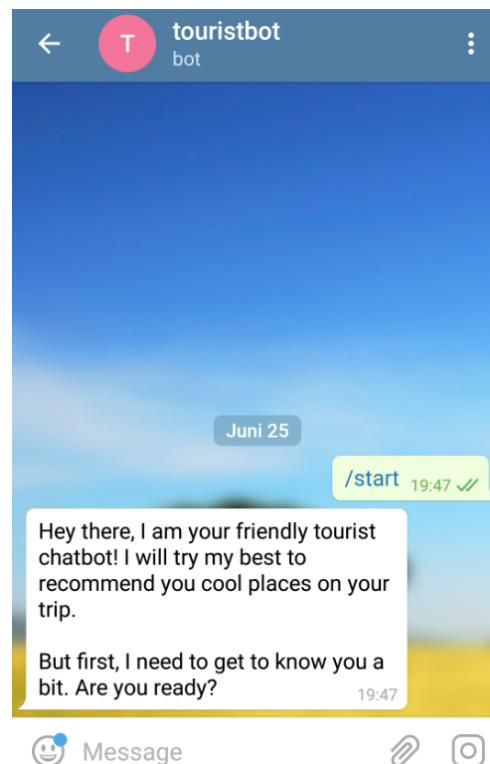 T
touristbot
bot
Juni 25
/start 19:47
Hey there, I am your friendly tourist
chatbot! I will try my best to
recommend you cool places on your
trip.
But first, I need to get to know you a
bit. Are you ready?
19:47
Message